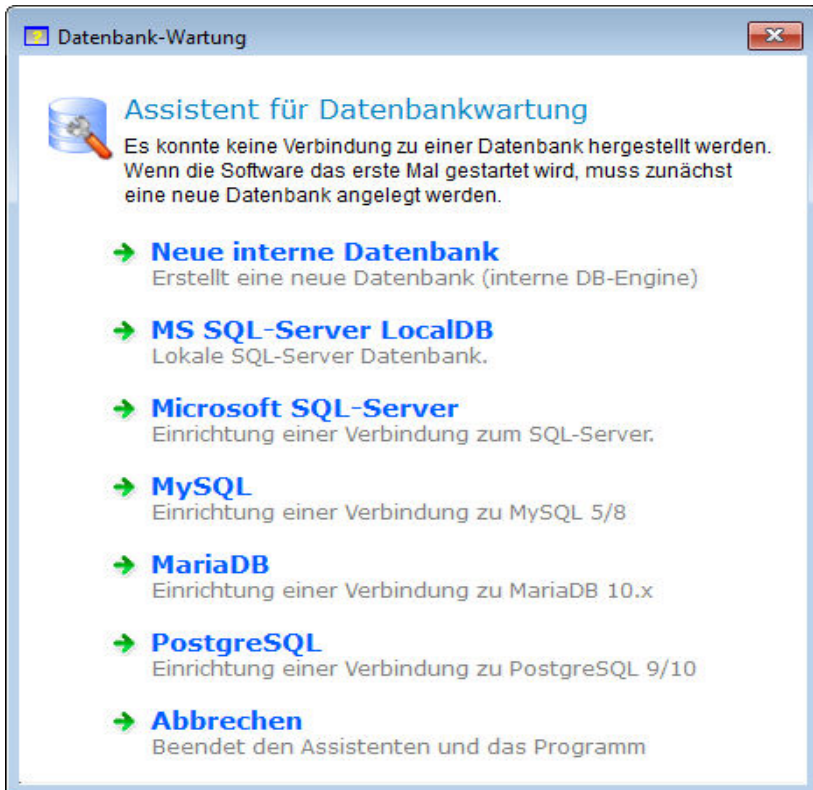 Datenbank-Wartung
Assistent für Datenbankwartung
Es konnte keine Verbindung zu einer Datenbank hergestellt werden.
Wenn die Software das erste Mal gestartet wird, muss zunächst
eine neue Datenbank angelegt werden.
Neue interne Datenbank
Erstellt eine neue Datenbank (interne DB-Engine)
MS SQL-Server LocalDB
Lokale SQL-Server Datenbank.
Microsoft SQL-Server
Einrichtung einer Verbindung zum SQL-Server.
MySQL
Einrichtung einer Verbindung zu MySQL 5/8
MariaDB
Einrichtung einer Verbindung zu MariaDB 10.x
PostgreSQL
Einrichtung einer Verbindung zu PostgreSQL 9/10
Abbrechen
Beendet den Assistenten und das Programm